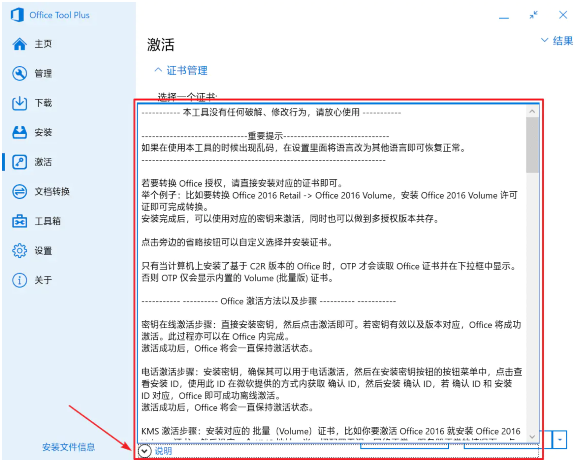 Office Tool Plus
主页
管理
下载
安装
激活
文档转换
工具箱
设置
关于
安装文件信息
激活
结果
证书管理
选择一个证书:
----------- 本工具没有任何破解、修改行为，请放心使用 -----------
------------------------------重要提示------------------------------
如果在使用本工具的时候出现乱码，在设置里面将语言改为其他语言即可恢复正常。
---------------------------------------------------------------------
若要转换 Office 授权，请直接安装对应的证书即可。
举个例子：比如要转换 Office 2016 Retail -> Office 2016 Volume，安装 Office 2016 Volume 许可
证即可完成转换。
安装完成后，可以使用对应的密钥来激活，同时也可以做到多授权版本共存。
点击旁边的省略按钮可以自定义选择并安装证书。
只有当计算机上安装了基于 C2R 版本的 Office 时，OTP 才会读取 Office 证书并在下拉框中显示。
否则 OTP 仅会显示内置的 Volume (批量版) 证书。
----------- ---------- Office 激活方法以及步骤 ---------- -----------
密钥在线激活步骤：直接安装密钥，然后点击激活即可。若密钥有效以及版本对应，Office 将成功
激活。此过程亦可以在 Office 内完成。
激活成功后，Office 将会一直保持激活状态。
电话激活步骤：安装密钥，确保其可以用于电话激活，然后在安装密钥按钮的按钮菜单中，点击查
看安装 ID，使用此 ID 在微软提供的方式内获取 确认 ID，然后安装 确认 ID，若 确认 ID 和 安装
ID 对应，Office 即可成功离线激活。
激活成功后，Office 将会一直保持激活状态。
KMS 激活步骤：安装对应的 批量（Volume）证书，比如你要激活 Office 2016 就安装 Office 2016
说明